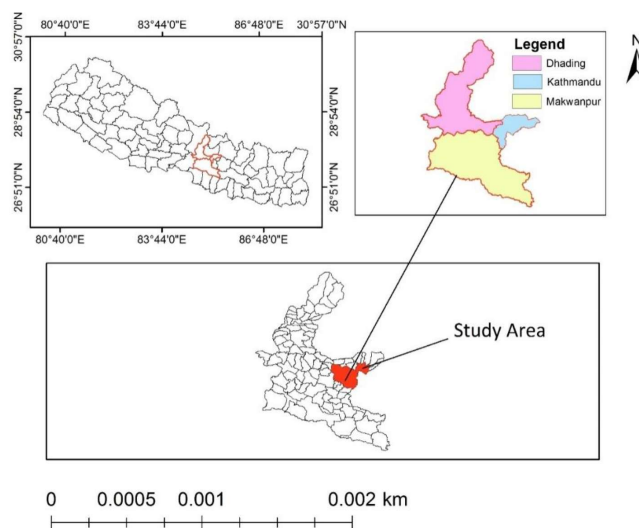 80°40'0"E 83°44'0"E 86°48'0"E 30°57'0"N
30°57'0"N
28°54'0"N
26°51'0"N
28°54'0"N
26°51'0"N
80°40'0"E 83°44'0"E 86°48'0"E
Legend
Dhading
Kathmandu
Makwanpur
N
Study Area
0 0.0005 0.001 0.002 km